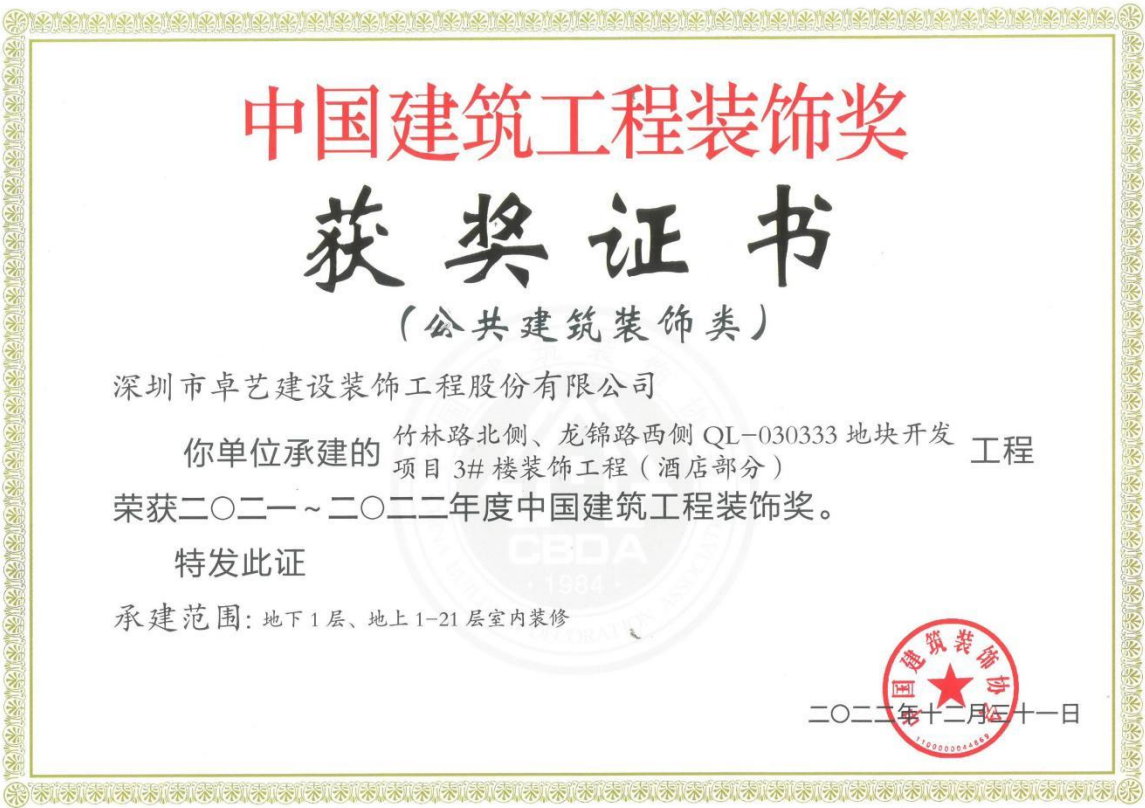 中国建筑工程装饰奖
获奖证书
(公共建筑装饰类)
深圳市卓艺建设装饰工程股份有限公司
你单位承建的 竹林路北侧、龙锦路西侧 QL-030333 地块开发
项目 3# 楼装饰工程(酒店部分) 工程
荣获二〇二一~二〇二二年度中国建筑工程装饰奖。
特发此证
承建范围: 地下 1 层、地上 1-21 层室内装修
CBDA
·1984·
中国建筑装饰协会
二〇二二年十二月三十一日